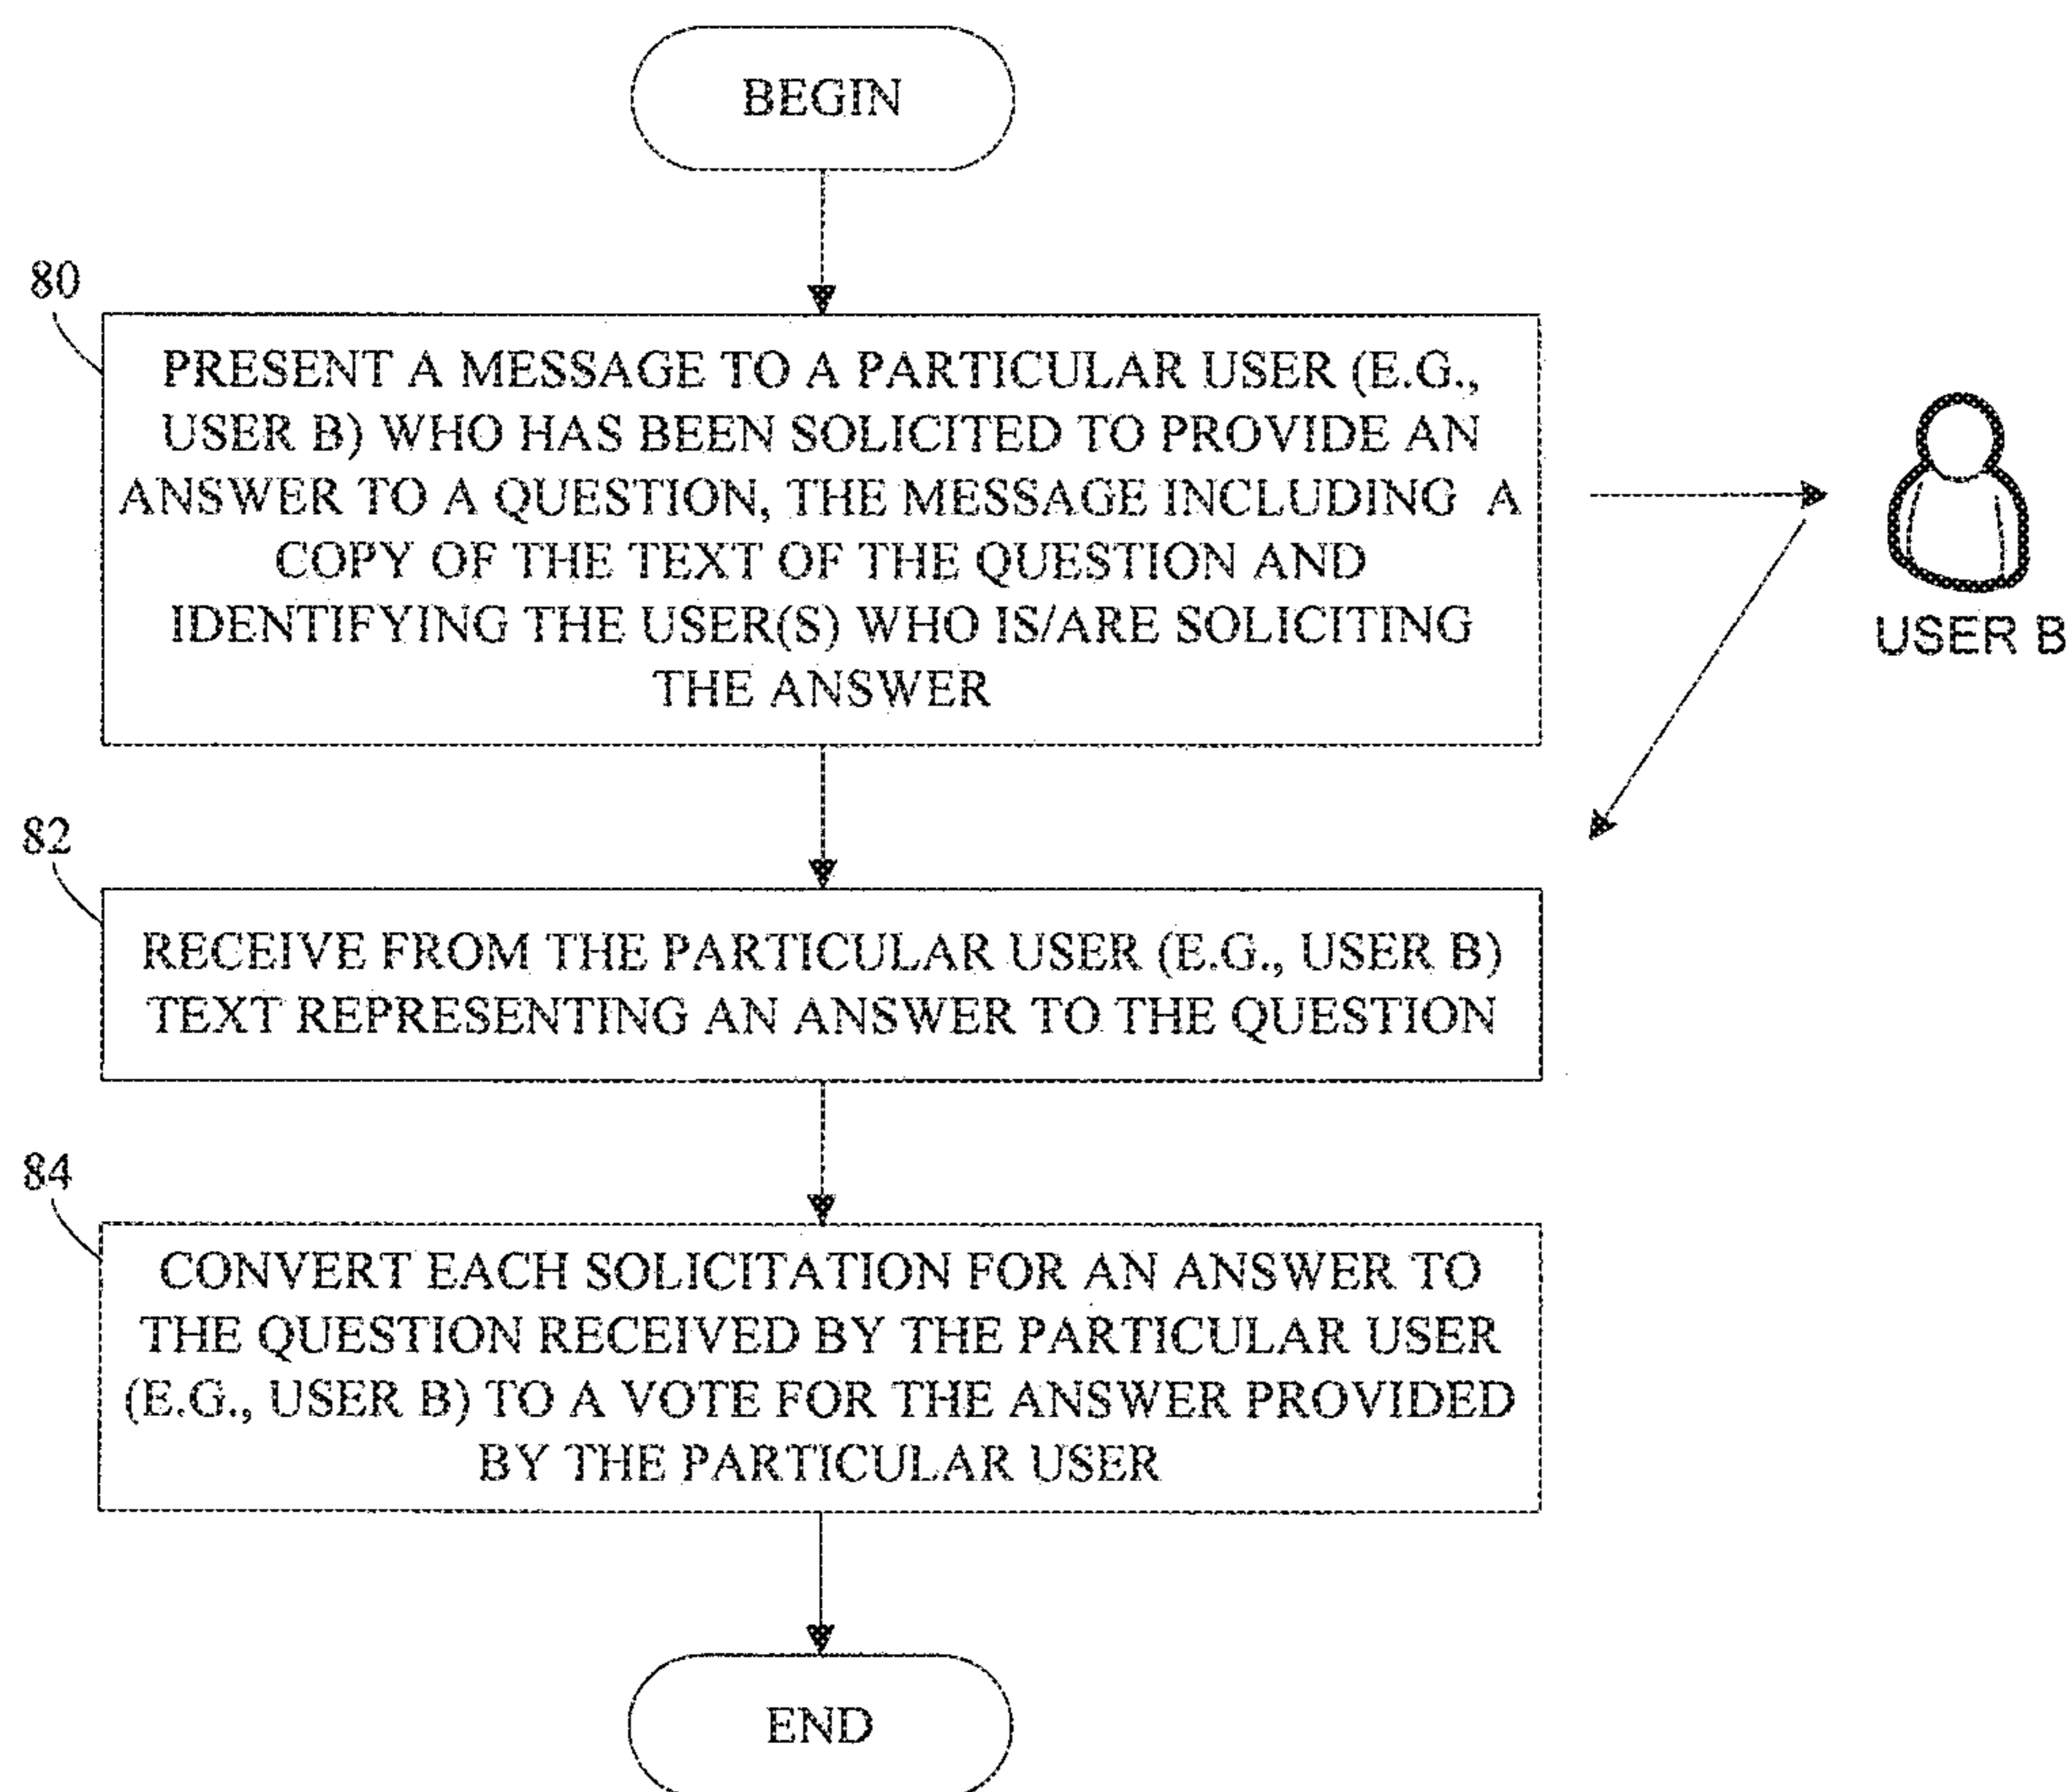 BEGIN
80
PRESENT A MESSAGE TO A PARTICULAR USER (E.G.,
USER B) WHO HAS BEEN SOLICITED TO PROVIDE AN
ANSWER TO A QUESTION, THE MESSAGE INCLUDING A
COPY OF THE TEXT OF THE QUESTION AND
IDENTIFYING THE USER(S) WHO IS/ARE SOLICITING
THE ANSWER
USER B
82
RECEIVE FROM THE PARTICULAR USER (E.G., USER B)
TEXT REPRESENTING AN ANSWER TO THE QUESTION
84
CONVERT EACH SOLICITATION FOR AN ANSWER TO
THE QUESTION RECEIVED BY THE PARTICULAR USER
(E.G., USER B) TO A VOTE FOR THE ANSWER PROVIDED
BY THE PARTICULAR USER
END